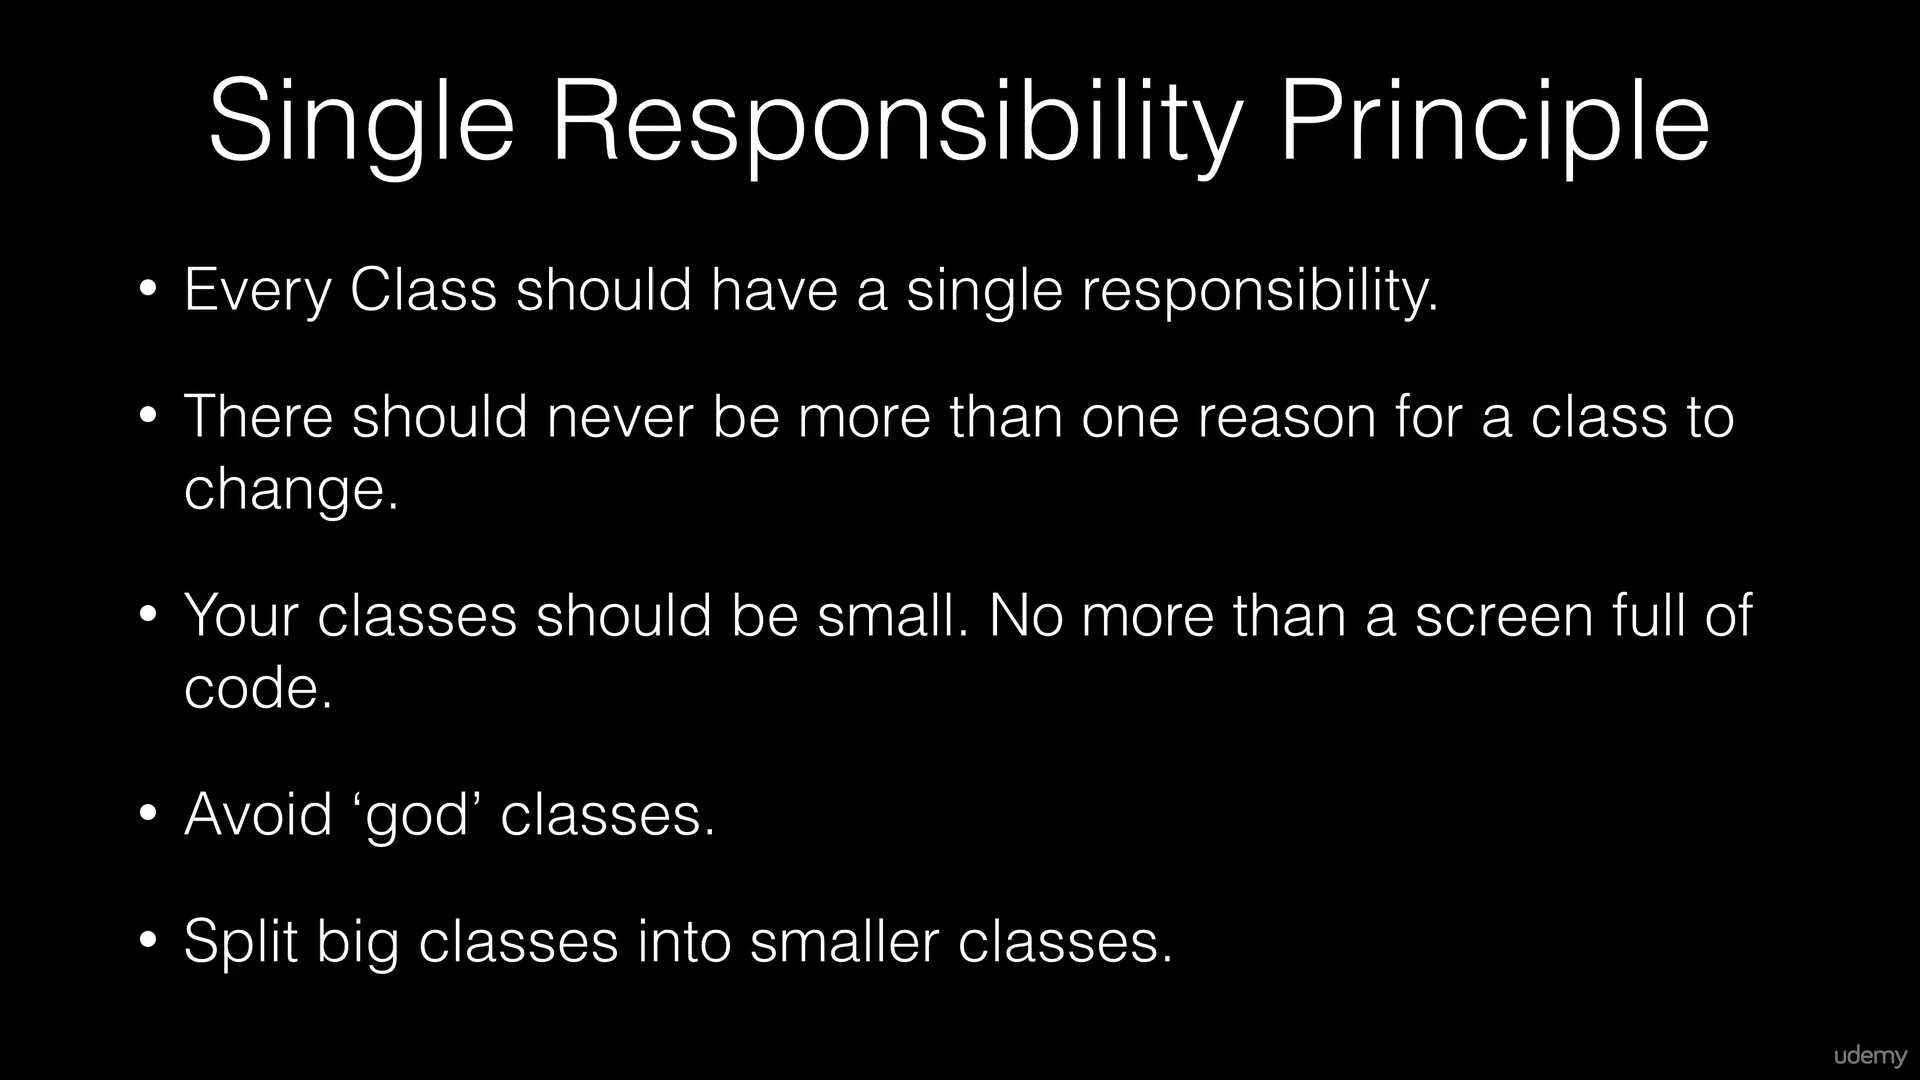 Single Responsibility Principle
• Every Class should have a single responsibility.
• There should never be more than one reason for a class to
change.
• Your classes should be small. No more than a screen full of
code.
• Avoid ‘god’ classes.
• Split big classes into smaller classes.
udemy